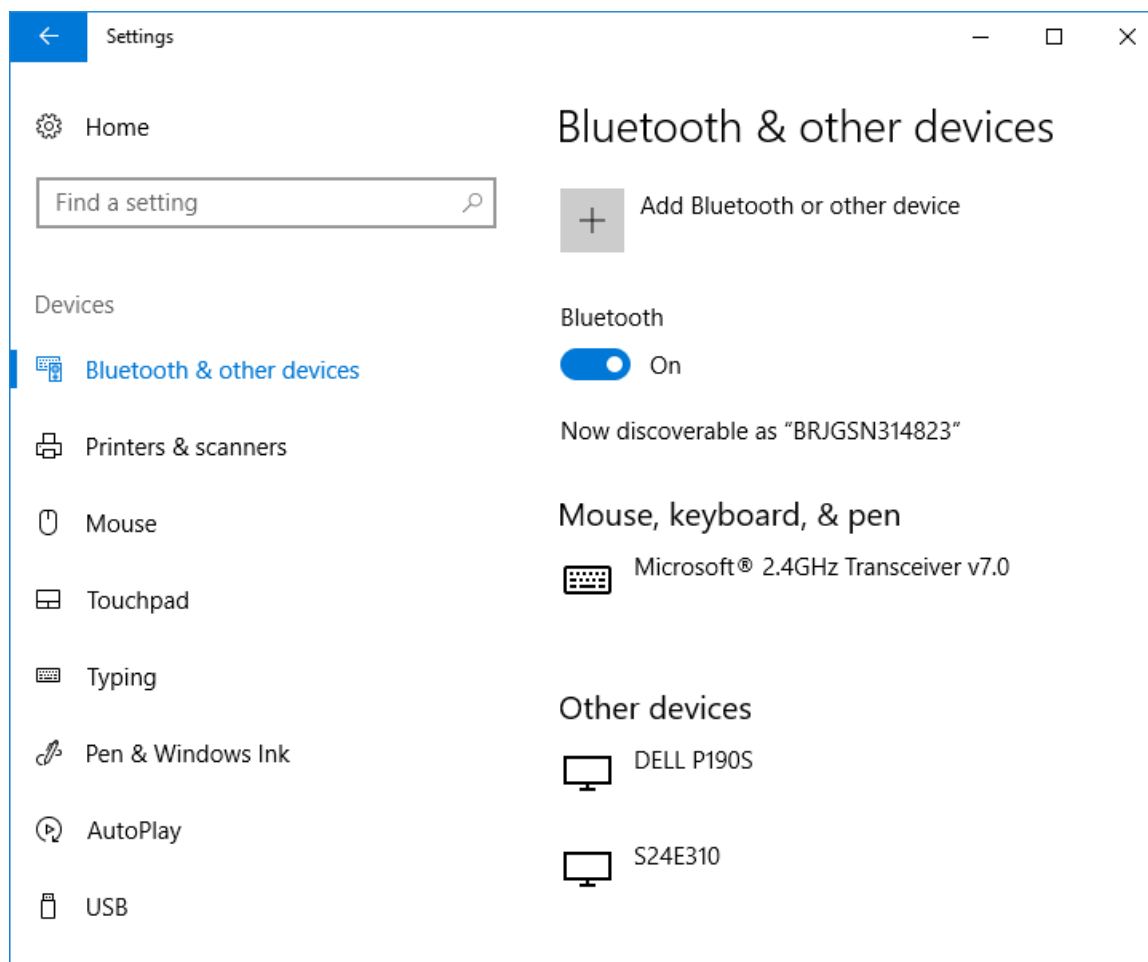 Settings
Home
Find a setting
Devices
Bluetooth & other devices
Printers & scanners
Mouse
Touchpad
Typing
Pen & Windows Ink
AutoPlay
USB
Bluetooth & other devices
Add Bluetooth or other device
Bluetooth
On
Now discoverable as “BRJGSN314823”
Mouse, keyboard, & pen
Microsoft® 2.4GHz Transceiver v7.0
Other devices
DELL P190S
S24E310